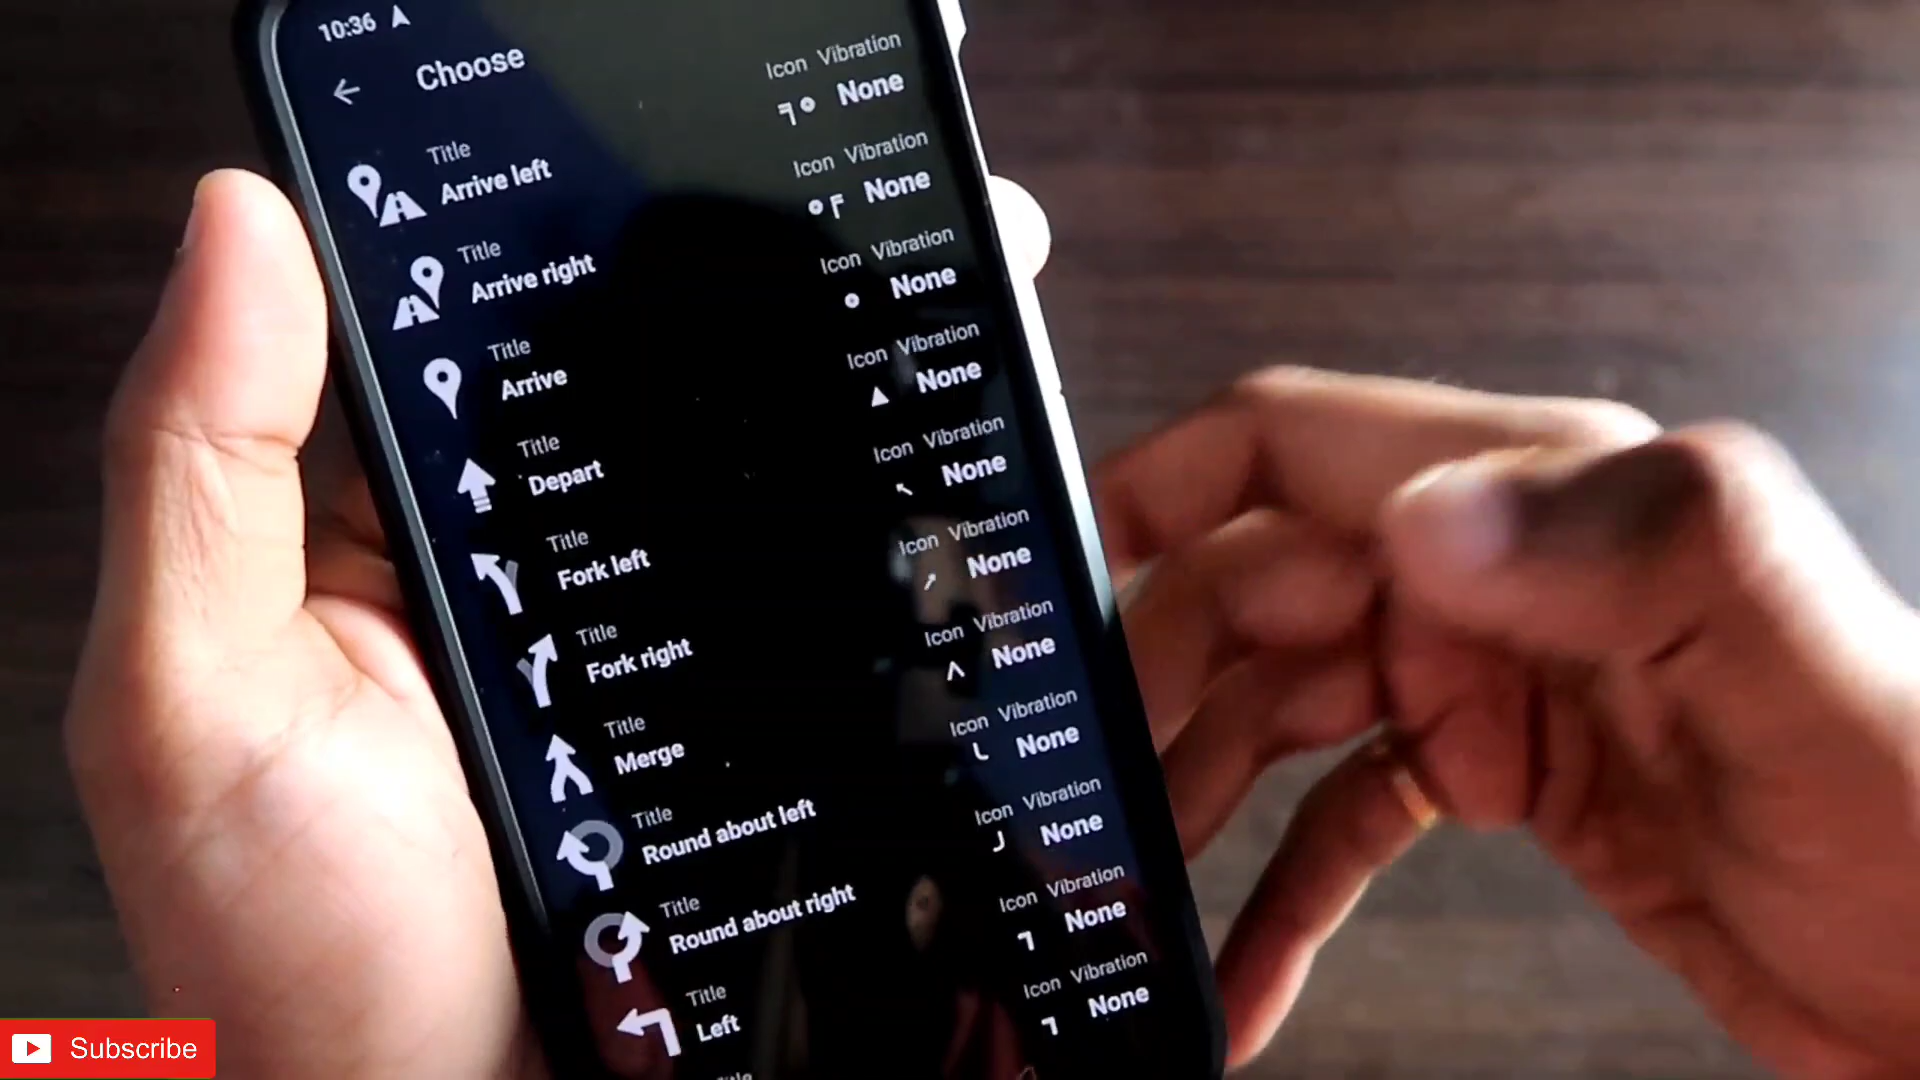 10:36
Choose
Icon Vibration
None
Title
Arrive left
Icon Vibration
None
Title
Arrive right
Icon Vibration
None
Title
Arrive
Icon Vibration
None
Title
Depart
Icon Vibration
None
Title
Fork left
Icon Vibration
None
Title
Fork right
Icon Vibration
None
Title
Merge
Icon Vibration
None
Title
Round about left
Icon Vibration
None
Title
Round about right
Icon Vibration
None
Title
Left
Icon Vibration
None
Title
Subscribe